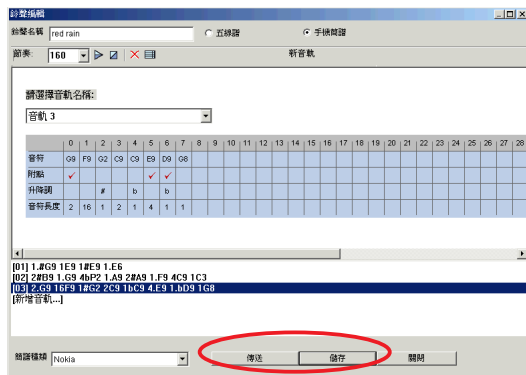 鈴聲編輯
鈴聲名稱 red rain 五線譜 手機簡譜
節奏: 160 新音軌
請選擇音軌名稱:
音軌 3
0 1 2 3 4 5 6 7 8 9 10 11 12 13 14 15 16 17 18 19 20 21 22 23 24 25 26 27 28
音符 G9 F9 G2 C9 C9 E9 D9 G8
附點
升降調 # b b
音符長度 2 16 1 2 1 4 1 1
[01] 1.#G9 1E9 1#E9 1.E6
[02] 2#B9 1.G9 4bP2 1.A9 2#A9 1.F9 4C9 1C3
[03] 2.G9 16F9 1#G2 2C9 1bC9 4.E9 1.bD9 1G8
[新增音軌...]
簡譜種類 Nokia 傳送 儲存 關閉